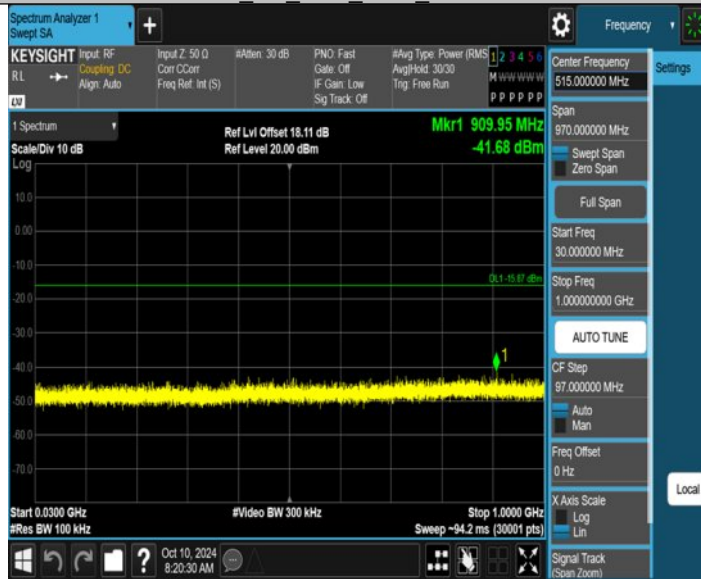 Spectrum Analyzer 1
Swept SA
+
Frequency
KEYSIGHT
RL
LXI
Input: RF
Coupling: DC
Align: Auto
Input Z: 50 Ω
Corr CCorr
Freq Ref: Int (S)
#Atten: 30 dB
PNO: Fast
Gate: Off
IF Gain: Low
Sig Track: Off
#Avg Type: Power (RMS
Avg|Hold: 30/30
Trig: Free Run
1 2 3 4 5 6
M W W W W W
P P P P P P
1 Spectrum
Scale/Div 10 dB
Log
Ref Lvl Offset 18.11 dB
Ref Level 20.00 dBm
Mkr1 909.95 MHz
-41.68 dBm
10.0
0.00
-10.0
DL1 -15.67 dBm
-20.0
-30.0
-40.0
1
-50.0
-60.0
-70.0
Start 0.0300 GHz
#Res BW 100 kHz
#Video BW 300 kHz
Stop 1.0000 GHz
Sweep ~94.2 ms (30001 pts)
?
Oct 10, 2024
8:20:30 AM
Center Frequency
515.000000 MHz
Span
970.000000 MHz
Swept Span
Zero Span
Full Span
Start Freq
30.000000 MHz
Stop Freq
1.000000000 GHz
AUTO TUNE
CF Step
97.000000 MHz
Auto
Man
Freq Offset
0 Hz
X Axis Scale
Log
Lin
Signal Track
(Span Zoom)
Settings
Local